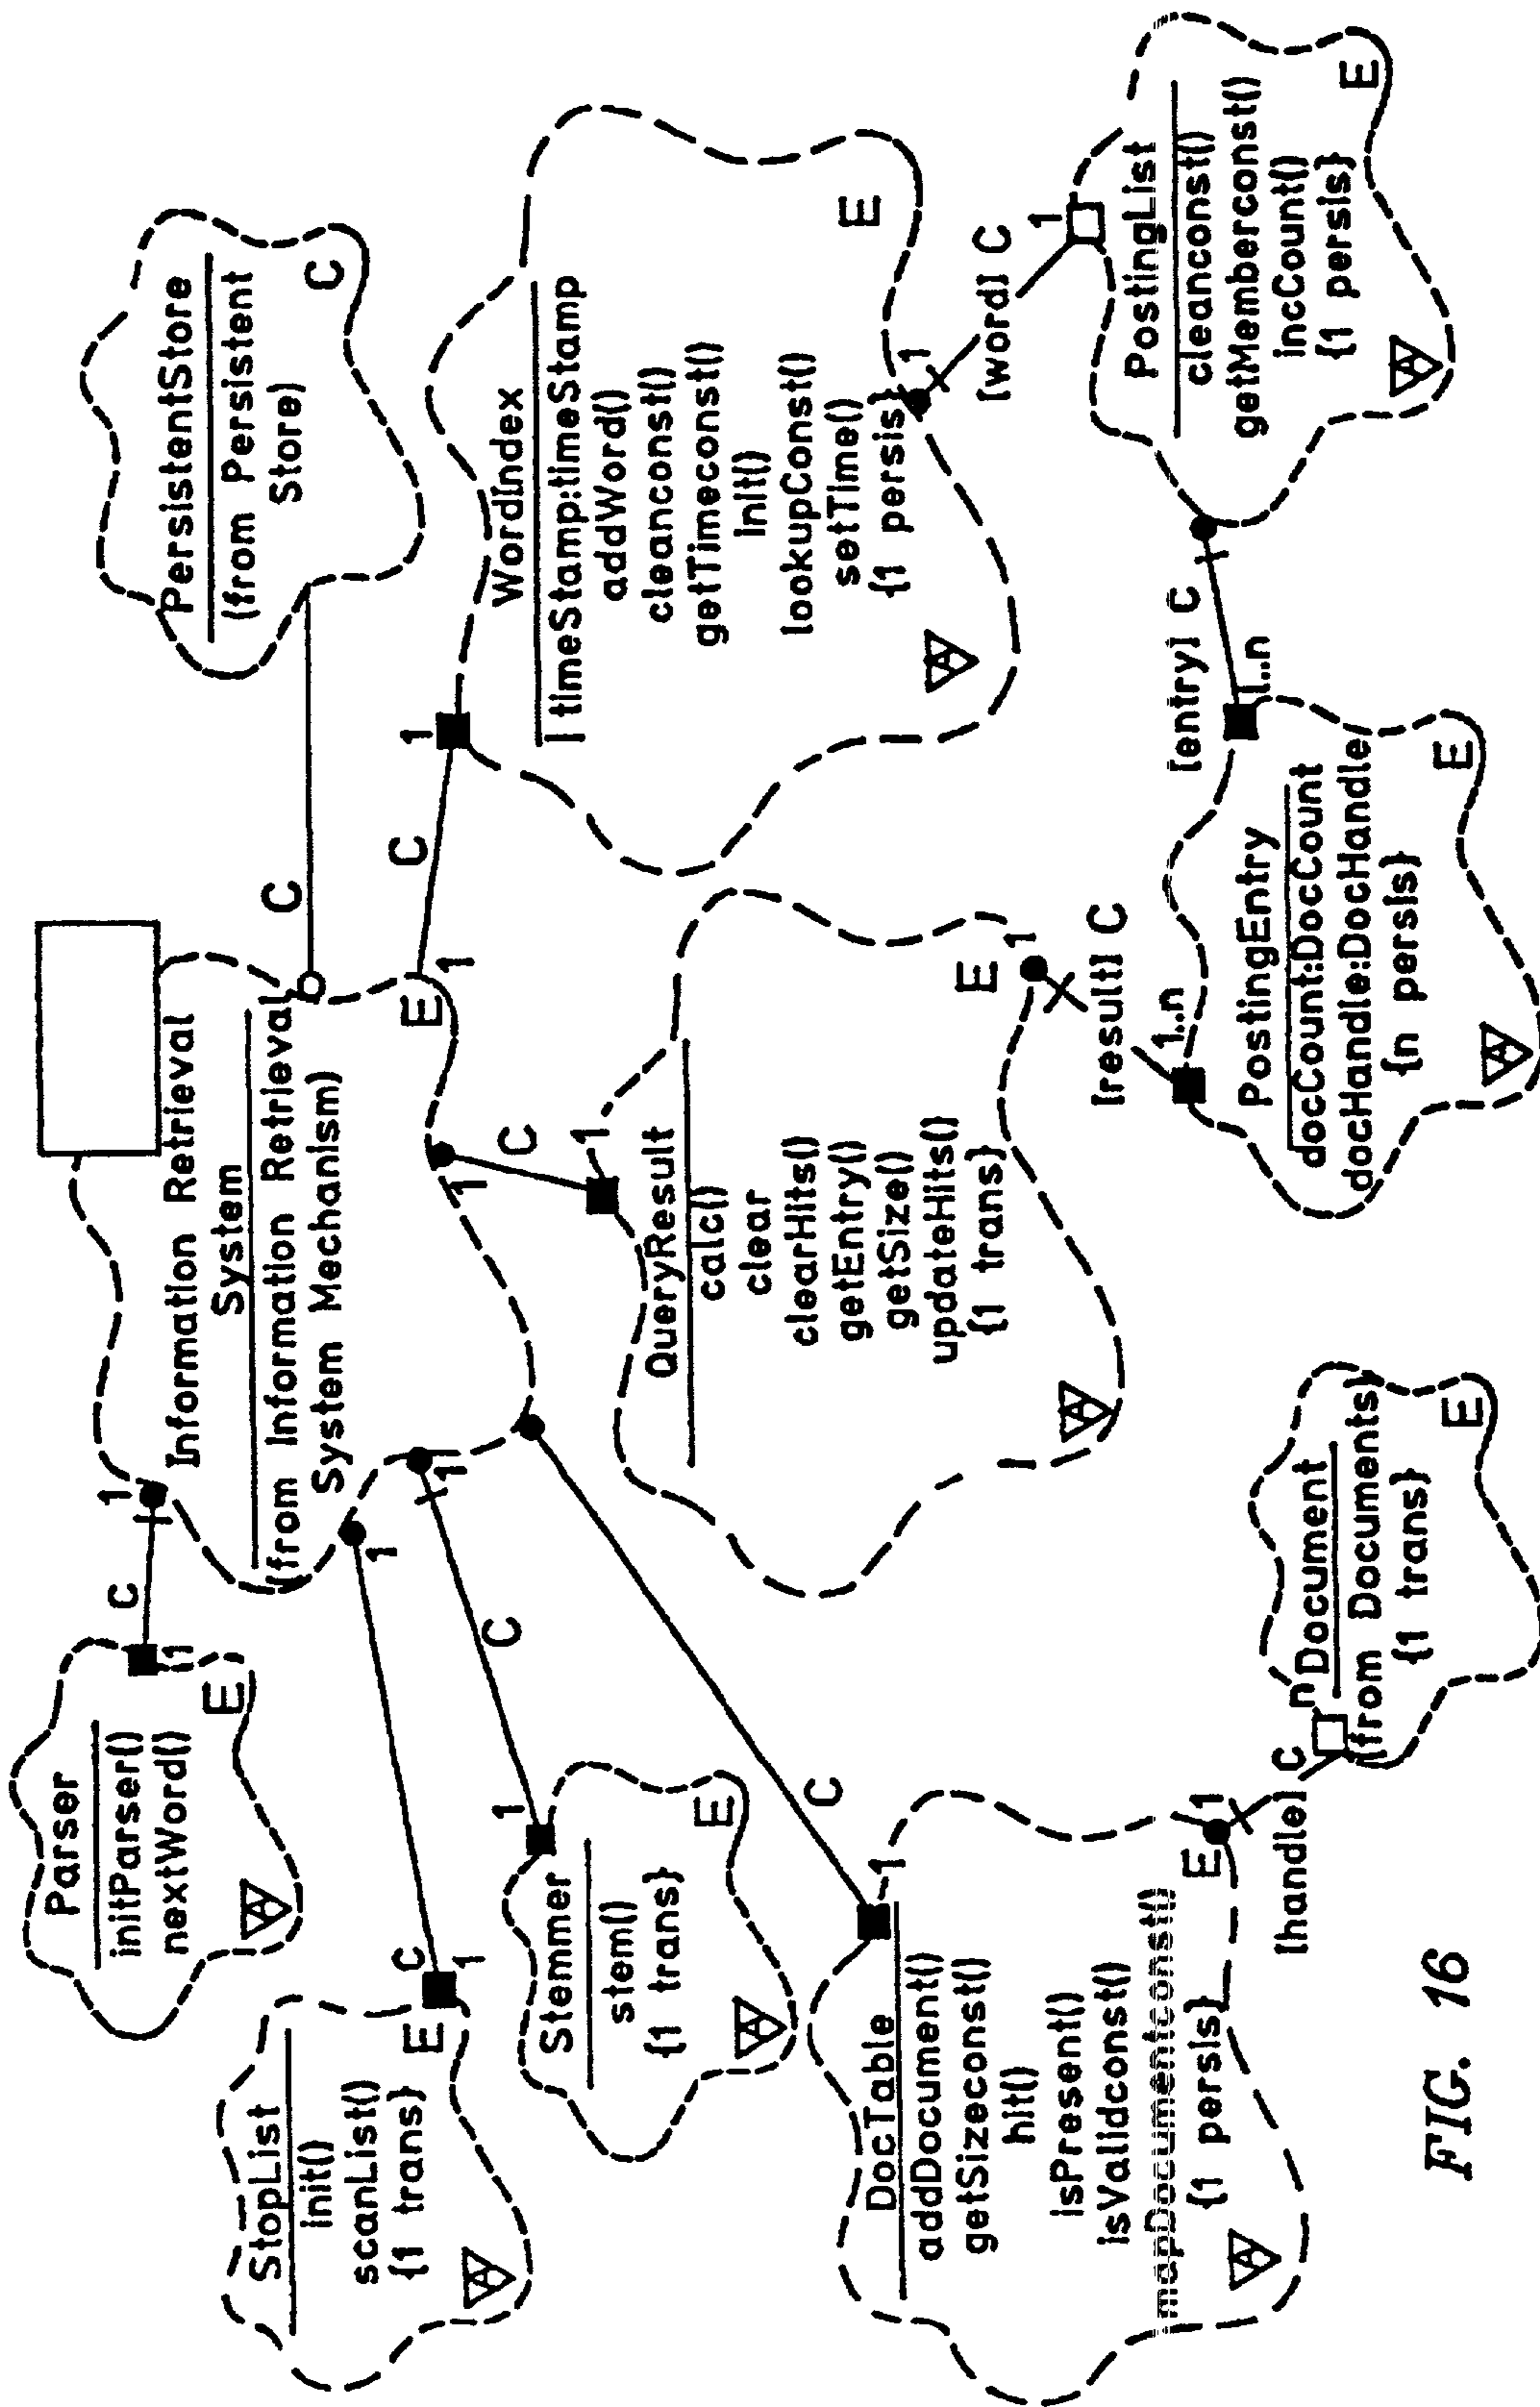 Parser
initParser()
nextWord()
E
1
C
1
Information Retrieval
System
(from Information Retrieval
System Mechanism)
E
C
PersistentStore
(from Persistent
Store)
C
StopList
init()
scanList()
{1 trans}
E
C
1
1
Stemmer
stem()
{1 trans}
E
1
C
1
1
C
1
1
C
1
WordIndex
timeStamp:timeStamp
addWord()
cleanconst()
getTimeconst()
init()
lookupConst()
setTime()
{1 persis}
E
1
QueryResult
calc()
clear
clearHits()
getEntry()
getSize()
updateHits()
{1 trans}
E
1
C
1
DocTable
addDocument()
getSizeconst()
hit()
isPresent()
isValidconst()
mapDocumentconst()
{1 persis}
E
1
[handle] C
n
Document
(from Documents)
{1 trans}
E
[result] C
1..n
PostingEntry
docCount:DocCount
docHandle:DocHandle
{n persis}
E
[entry] C
1..n
[word] C
1
PostingList
cleanconst()
getMemberconst()
incCount()
{1 persis}
E
A
A
A
A
A
A
A
A
FIG. 16